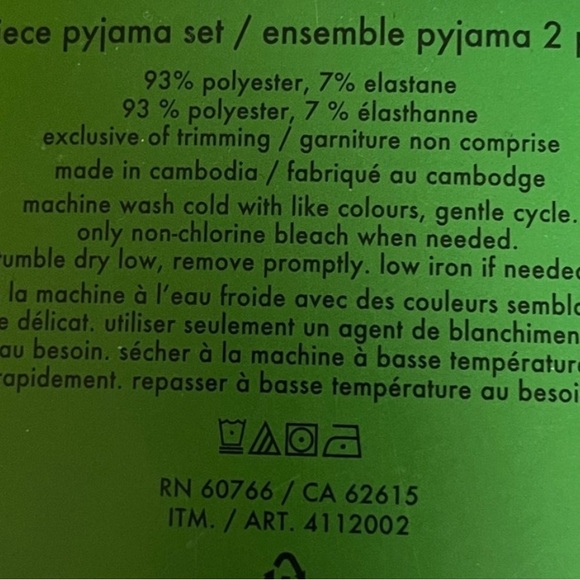 iece pyjama set / ensemble pyjama 2 p
93% polyester, 7% elastane
93 % polyester, 7 % élasthanne
exclusive of trimming / garniture non comprise
made in cambodia / fabriqué au cambodge
machine wash cold with like colours, gentle cycle.
only non-chlorine bleach when needed.
umble dry low, remove promptly. low iron if neede
la machine à l'eau froide avec des couleurs sembla
e délicat. utiliser seulement un agent de blanchimen
au besoin. sécher à la machine à basse température
rapidement. repasser à basse température au besoi
RN 60766 / CA 62615
ITM. / ART. 4112002